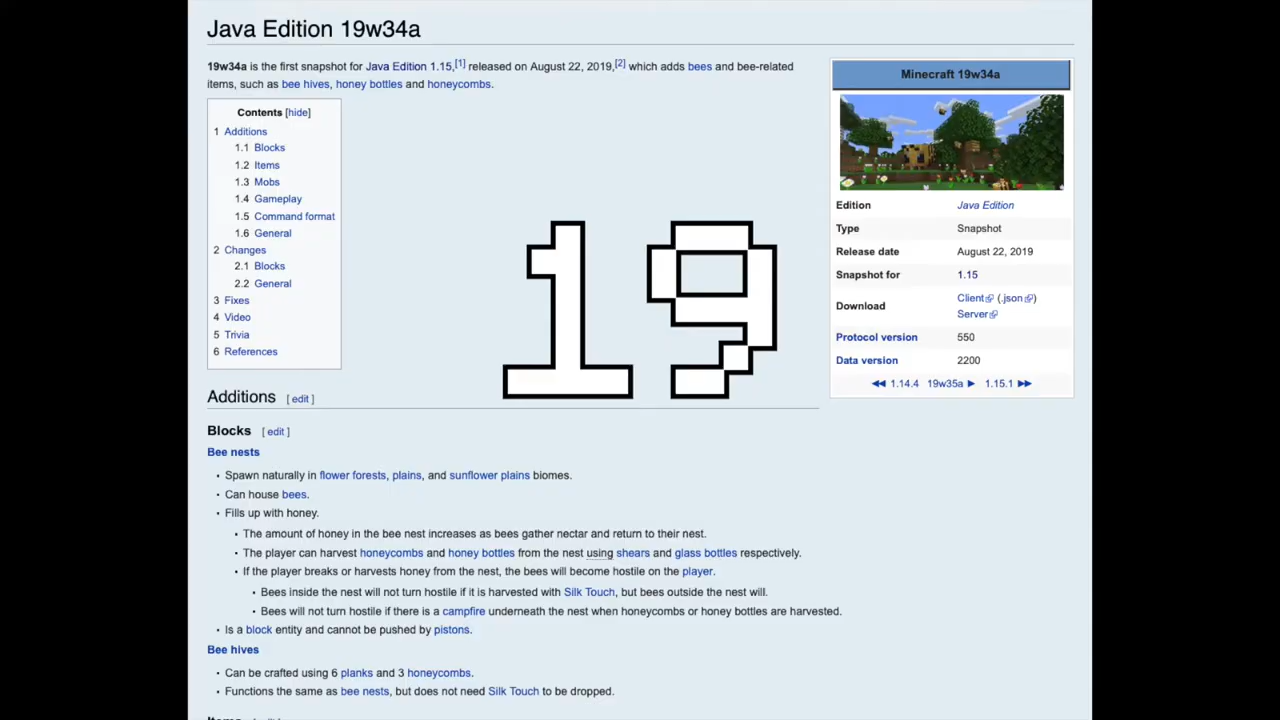 Java Edition 19w34a
19w34a is the first snapshot for Java Edition 1.15,[1] released on August 22, 2019,[2] which adds bees and bee-related
items, such as bee hives, honey bottles and honeycombs.
Contents [hide]
1 Additions
1.1 Blocks
1.2 Items
1.3 Mobs
1.4 Gameplay
1.5 Command format
1.6 General
2 Changes
2.1 Blocks
2.2 General
3 Fixes
4 Video
5 Trivia
6 References
19
Minecraft 19w34a
Edition Java Edition
Type Snapshot
Release date August 22, 2019
Snapshot for 1.15
Download Client (.json)
Server
Protocol version 550
Data version 2200
◄◄ 1.14.4 19w35a ► 1.15.1 ►►
Additions [ edit ]
Blocks [ edit ]
Bee nests
• Spawn naturally in flower forests, plains, and sunflower plains biomes.
• Can house bees.
• Fills up with honey.
• The amount of honey in the bee nest increases as bees gather nectar and return to their nest.
• The player can harvest honeycombs and honey bottles from the nest using shears and glass bottles respectively.
• If the player breaks or harvests honey from the nest, the bees will become hostile on the player.
• Bees inside the nest will not turn hostile if it is harvested with Silk Touch, but bees outside the nest will.
• Bees will not turn hostile if there is a campfire underneath the nest when honeycombs or honey bottles are harvested.
• Is a block entity and cannot be pushed by pistons.
Bee hives
• Can be crafted using 6 planks and 3 honeycombs.
• Functions the same as bee nests, but does not need Silk Touch to be dropped.